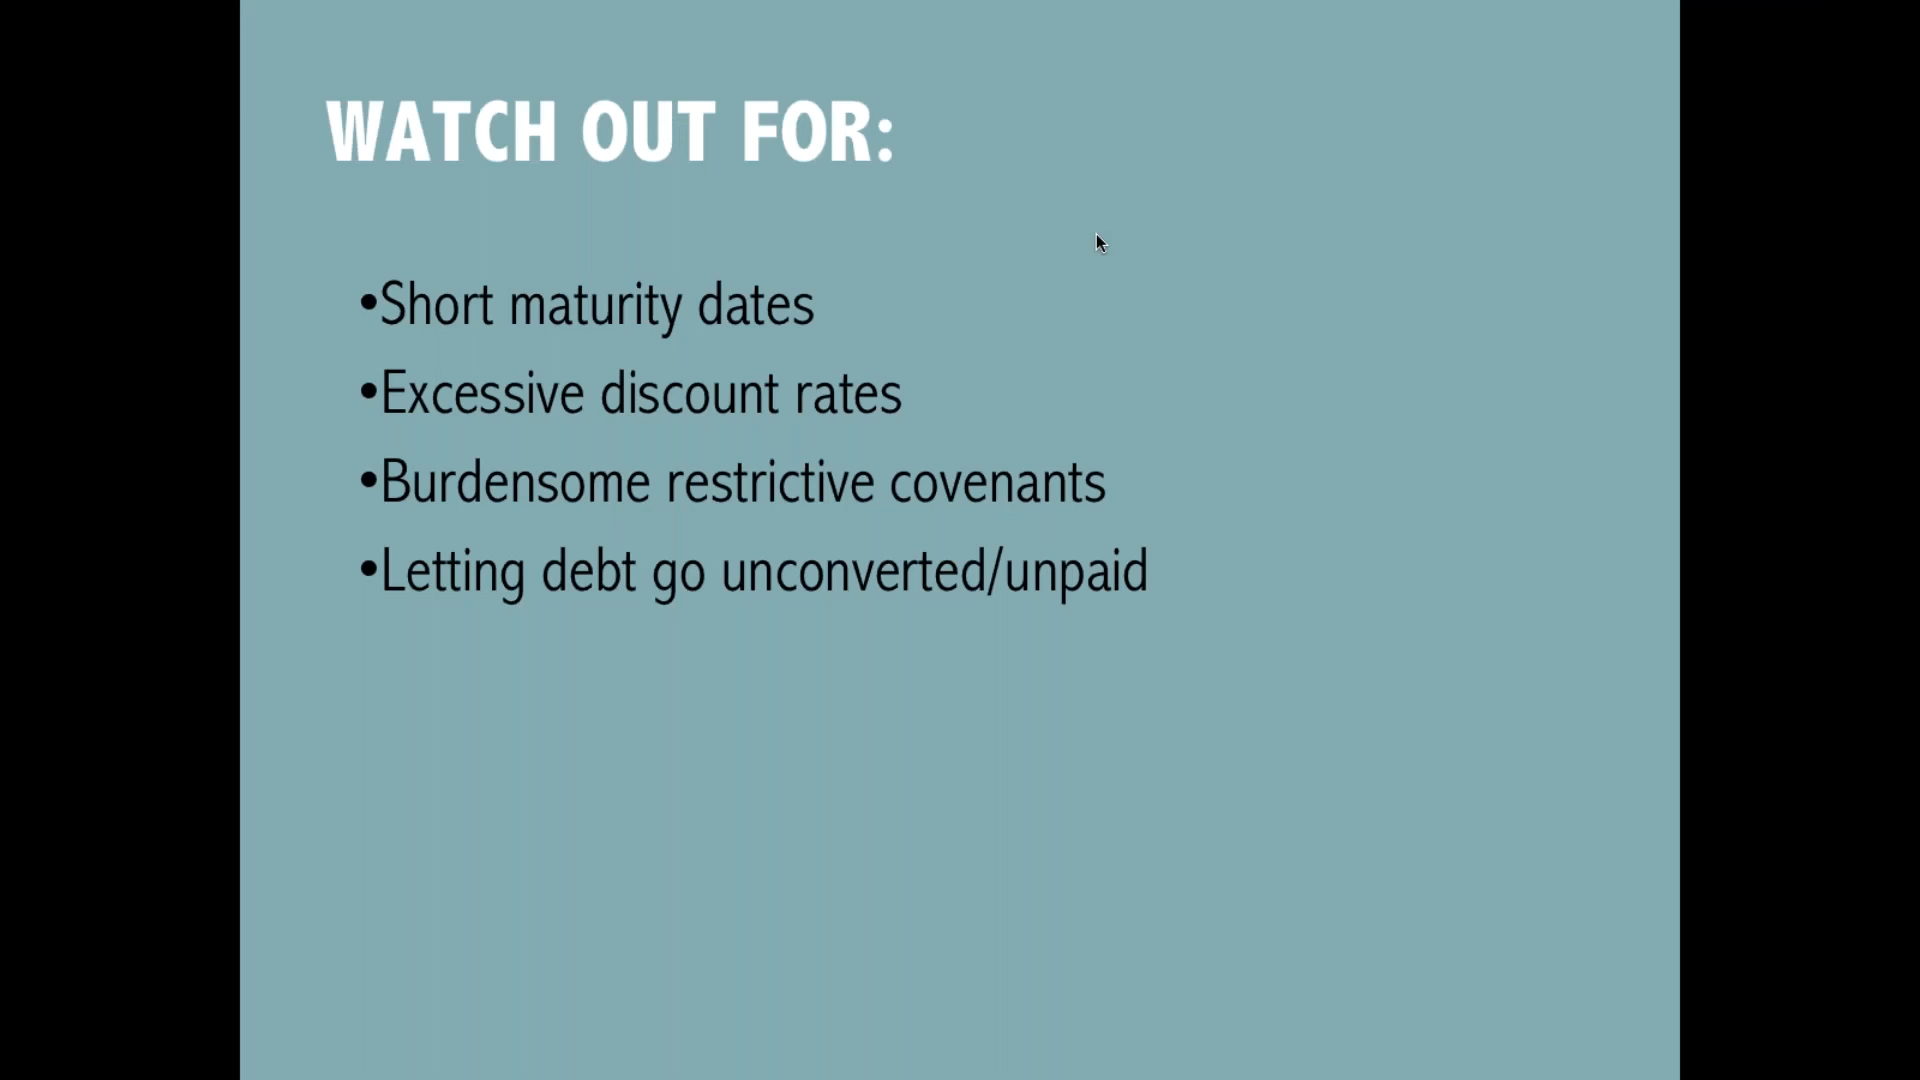 WATCH OUT FOR:
•Short maturity dates
•Excessive discount rates
•Burdensome restrictive covenants
•Letting debt go unconverted/unpaid